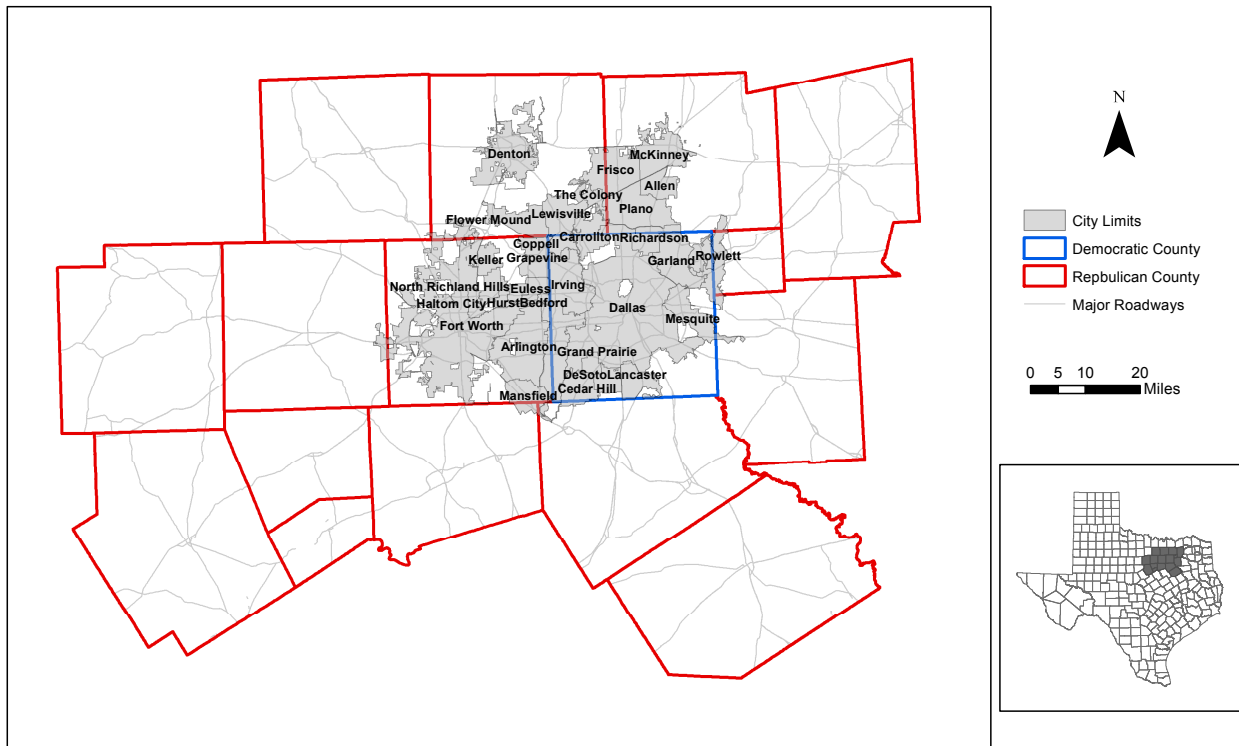 Denton
McKinney
Frisco
Allen
The Colony
Plano
Lewisville
Flower Mound
Carrollton
Richardson
Coppell
Keller
Grapevine
Garland
Rowlett
North Richland Hills
Euless
Irving
Haltom City
Hurst
Bedford
Dallas
Fort Worth
Mesquite
Arlington
Grand Prairie
DeSoto
Lancaster
Cedar Hill
Mansfield
N
City Limits
Democratic County
Repbulican County
Major Roadways
0 5 10 20
Miles